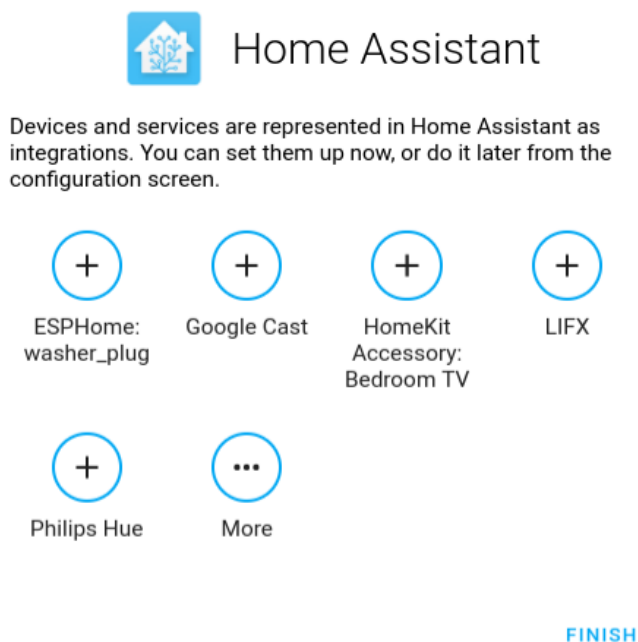 Home Assistant
Devices and services are represented in Home Assistant as
integrations. You can set them up now, or do it later from the
configuration screen.
ESPHome:
washer_plug
Google Cast
HomeKit
Accessory:
Bedroom TV
LIFX
Philips Hue
More
FINISH